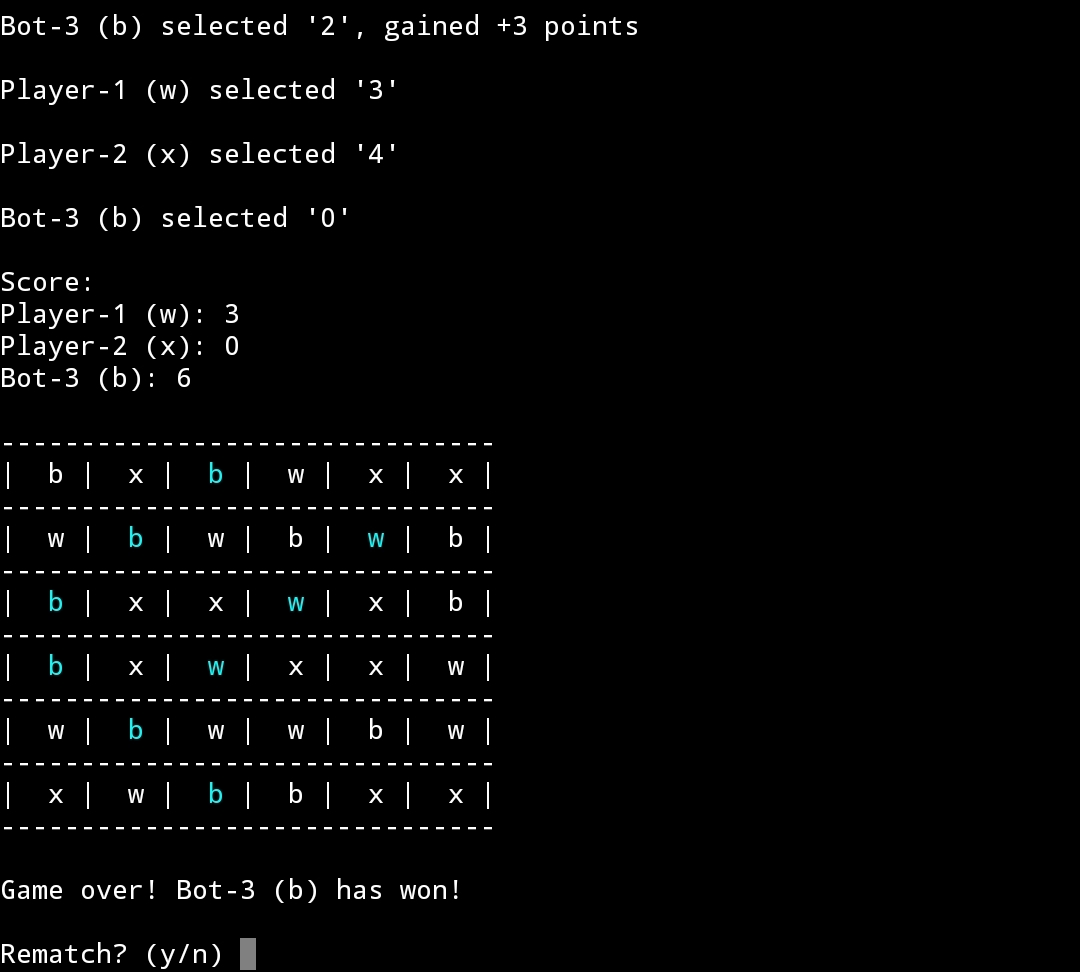 Bot-3 (b) selected '2', gained +3 points
Player-1 (w) selected '3'
Player-2 (x) selected '4'
Bot-3 (b) selected '0'
Score:
Player-1 (w): 3
Player-2 (x): 0
Bot-3 (b): 6
-------------------------------
|  b |  x |  b |  w |  x |  x |
-------------------------------
|  w |  b |  w |  b |  w |  b |
-------------------------------
|  b |  x |  x |  w |  x |  b |
-------------------------------
|  b |  x |  w |  x |  x |  w |
-------------------------------
|  w |  b |  w |  w |  b |  w |
-------------------------------
|  x |  w |  b |  b |  x |  x |
-------------------------------
Game over! Bot-3 (b) has won!
Rematch? (y/n)